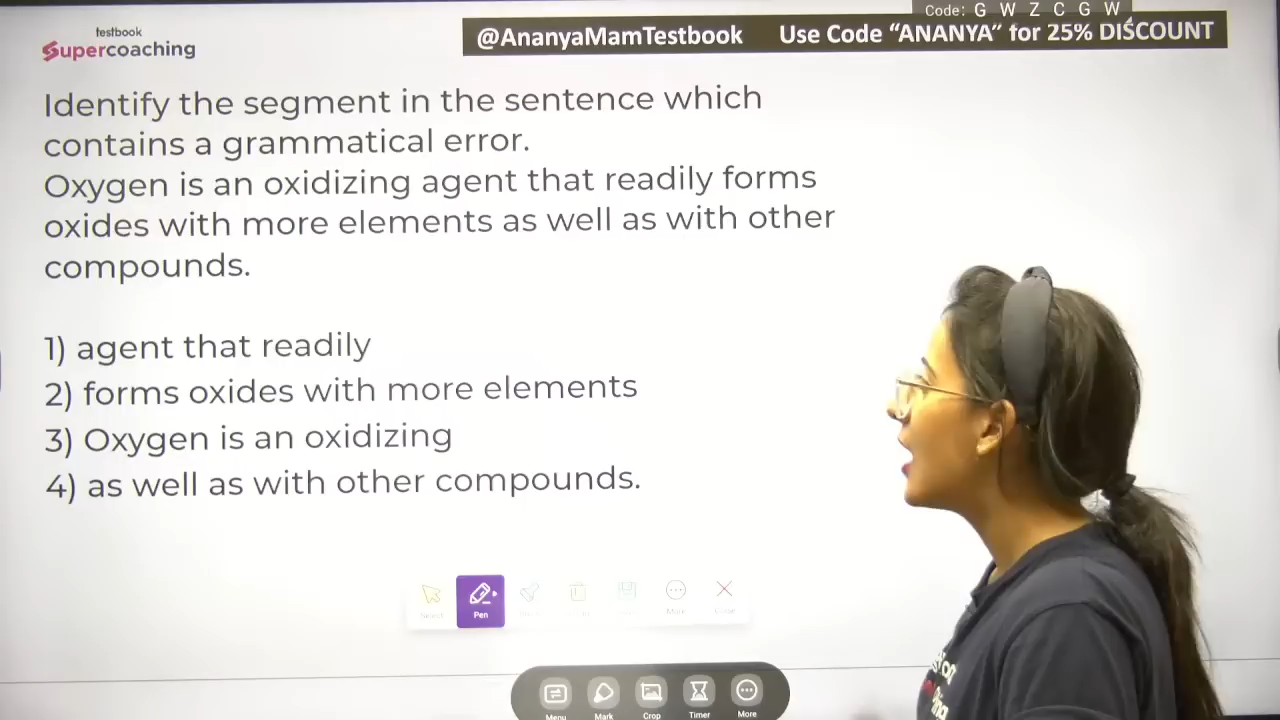 Code: G W Z C G W
testbook
Supercoaching
@AnanyaMamTestbook Use Code “ANANYA” for 25% DISCOUNT
Identify the segment in the sentence which
contains a grammatical error.
Oxygen is an oxidizing agent that readily forms
oxides with more elements as well as with other
compounds.
1) agent that readily
2) forms oxides with more elements
3) Oxygen is an oxidizing
4) as well as with other compounds.
Select
Pen
More
Close
Menu
Mark
Crop
Timer
More